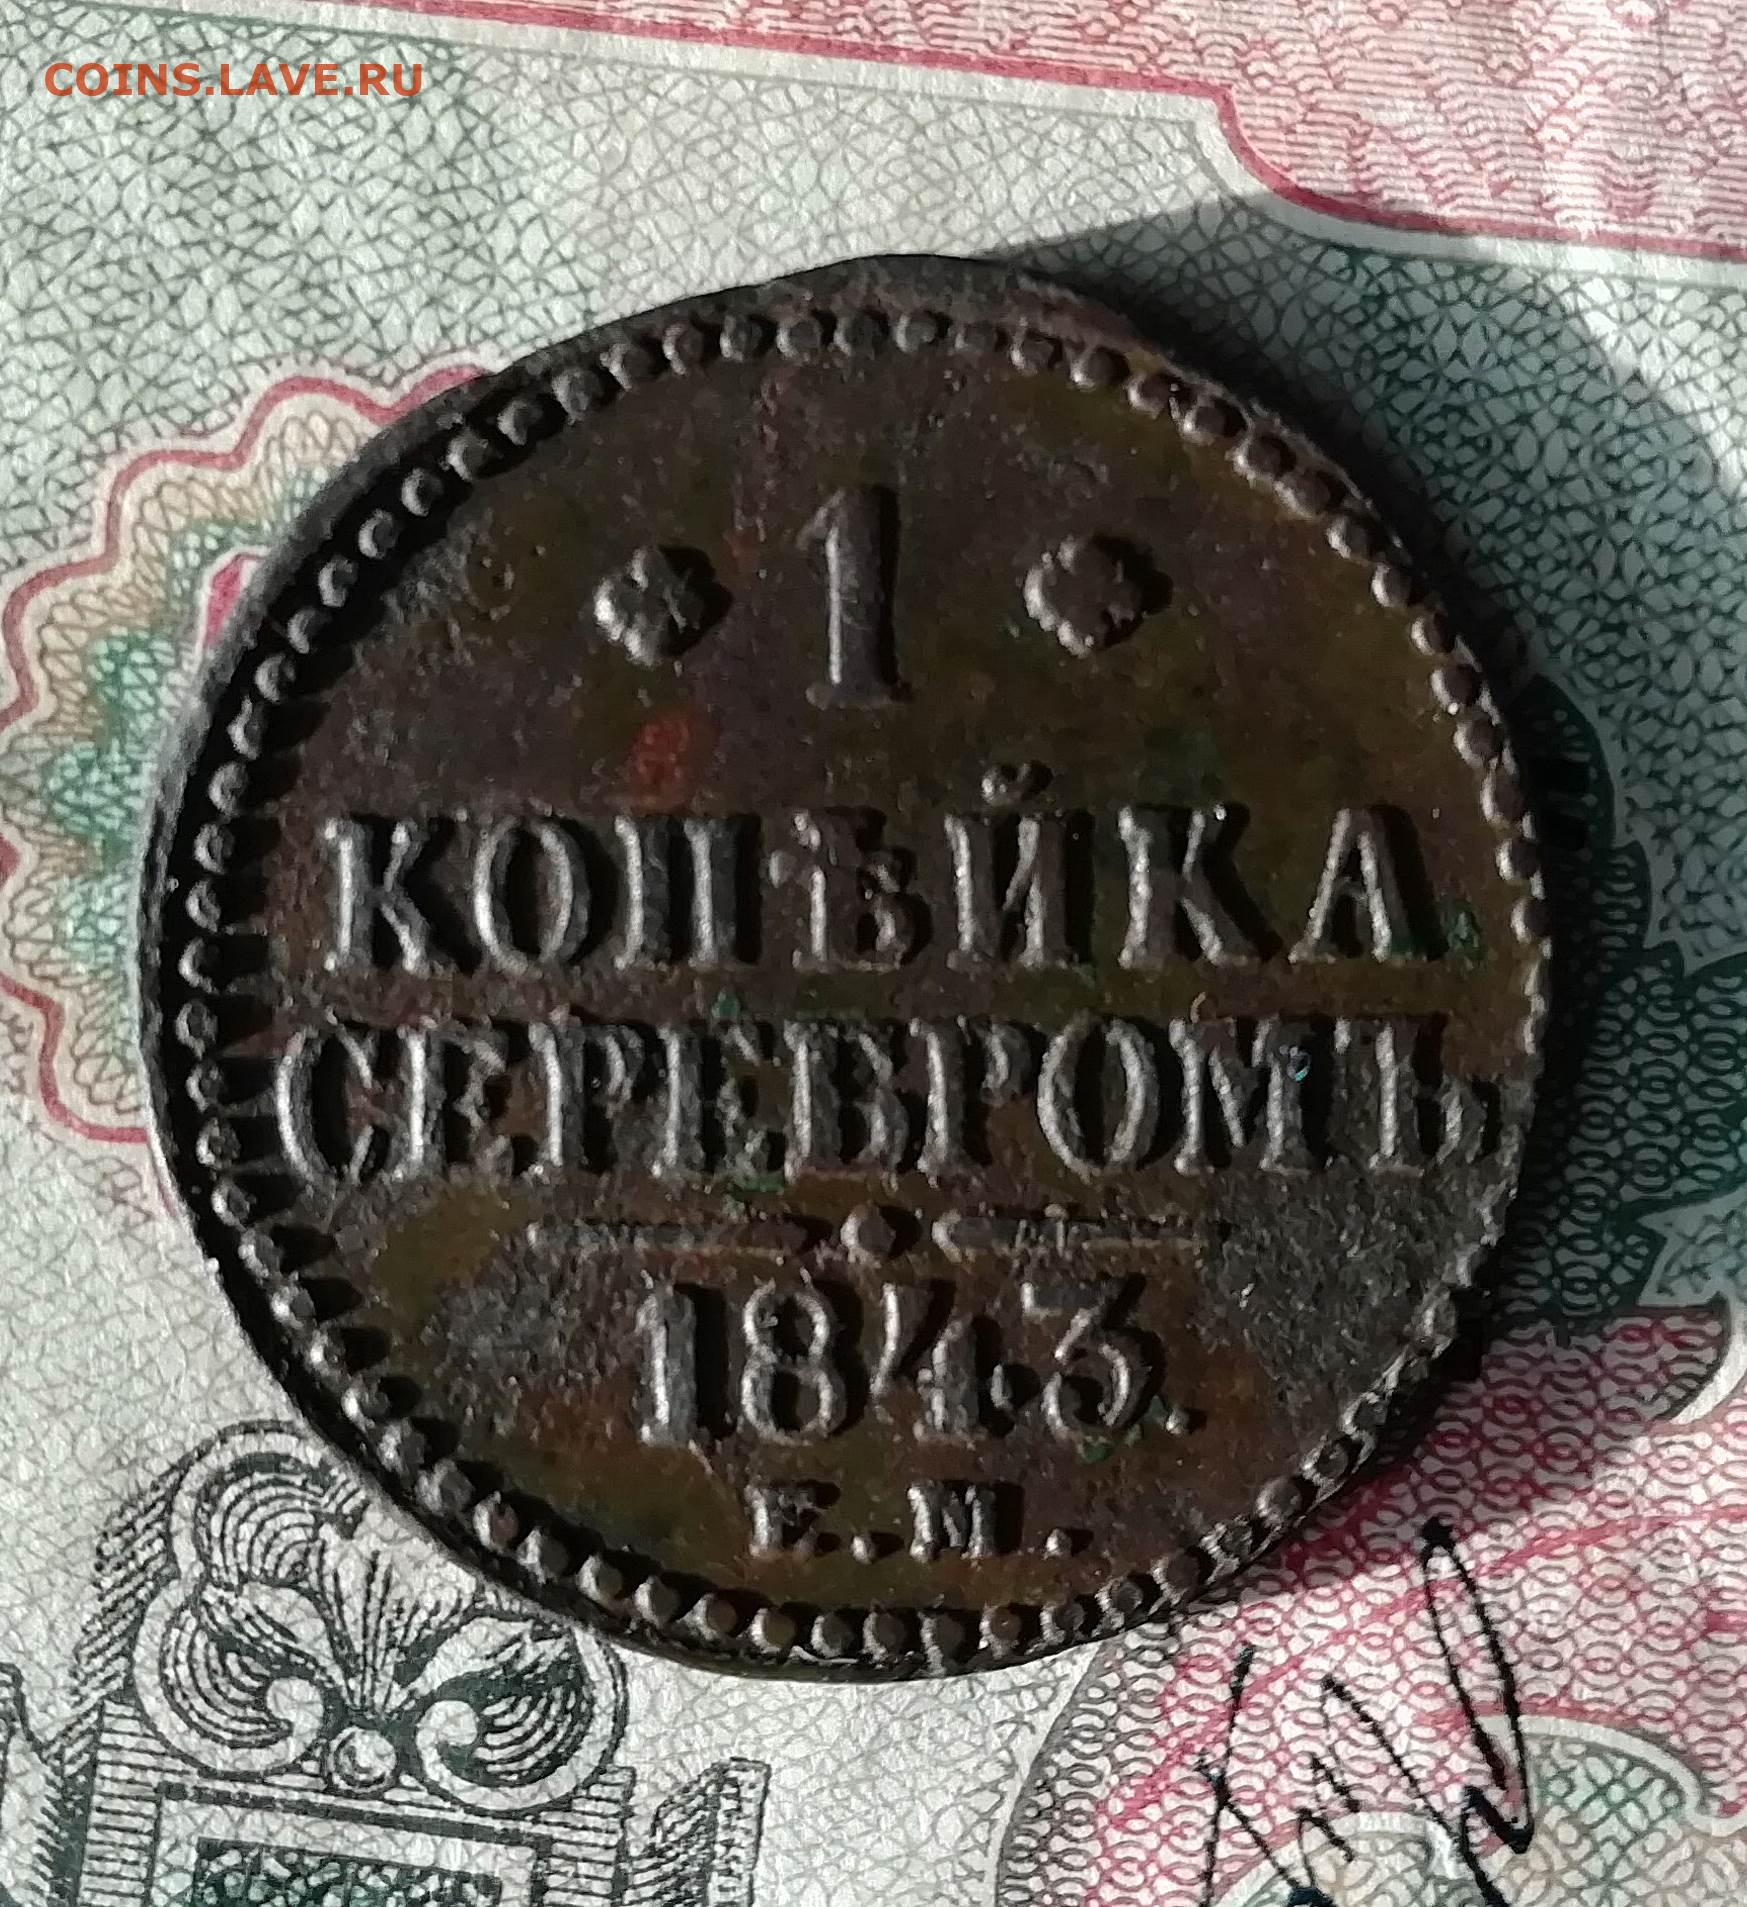 COINS.LAVE.RU
1
КОПѢЙКА
СЕРЕБРОМЪ
1843.
Е.М.